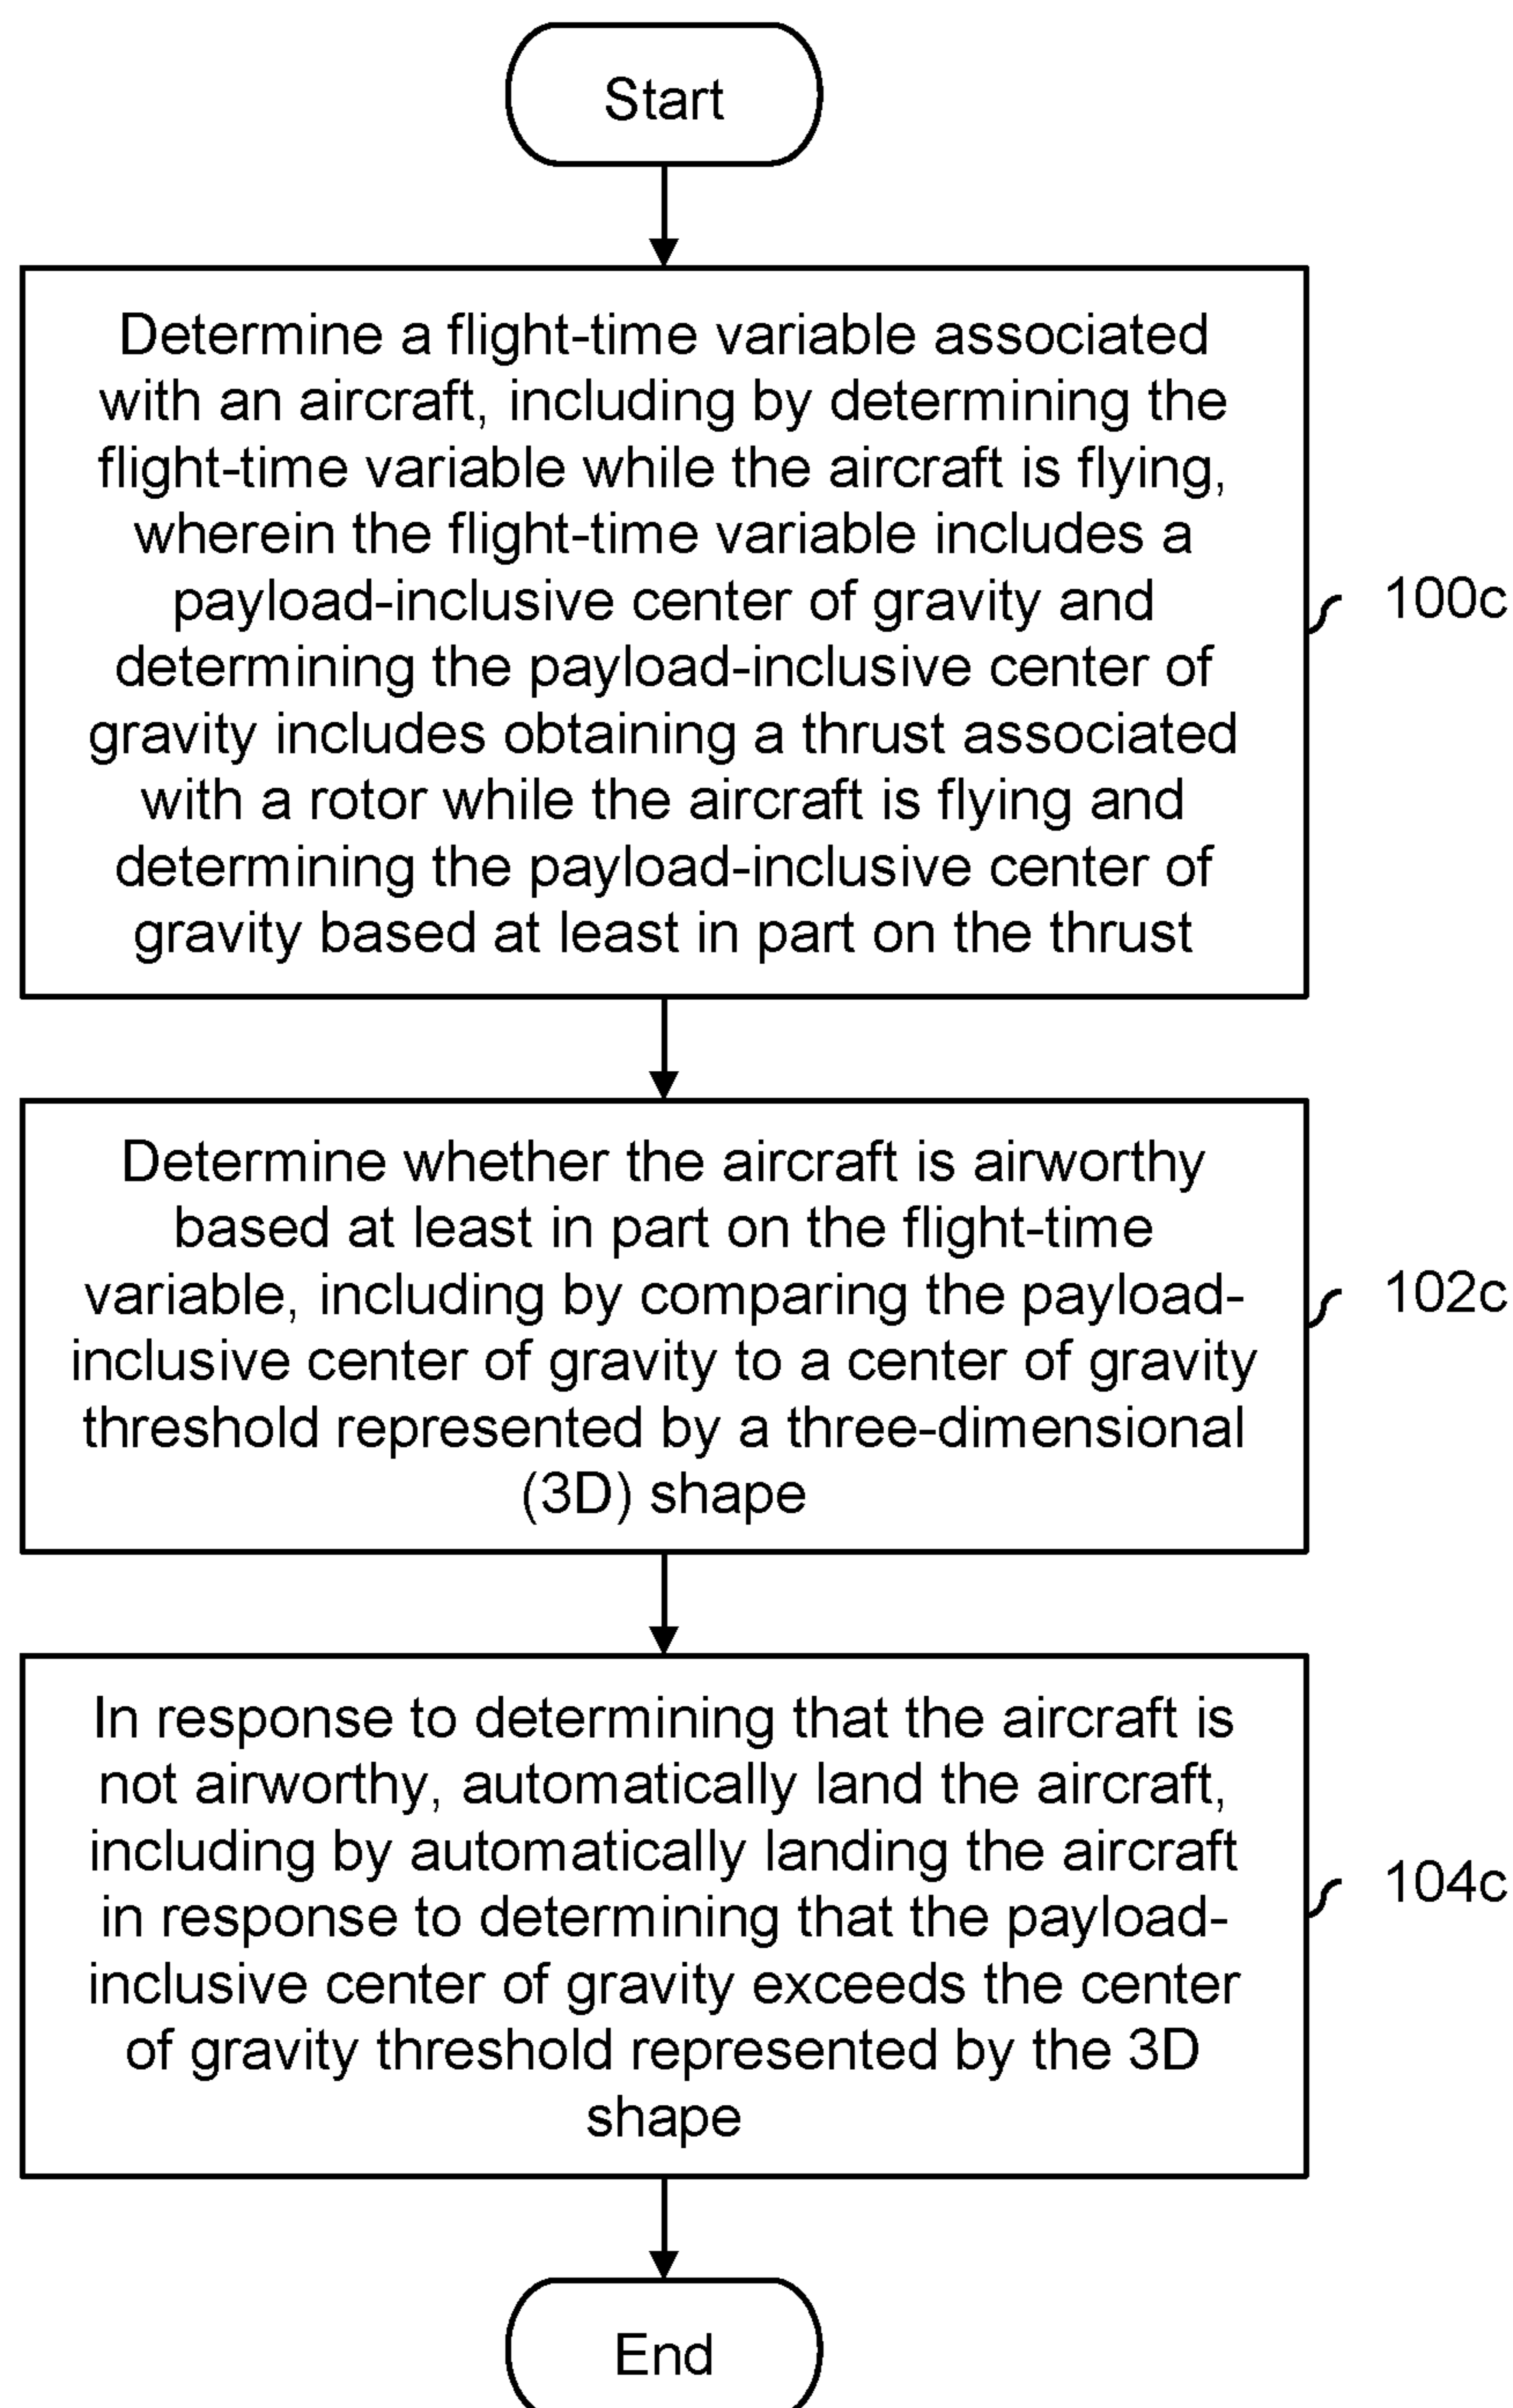 Start
Determine a flight-time variable associated
with an aircraft, including by determining the
flight-time variable while the aircraft is flying,
wherein the flight-time variable includes a
payload-inclusive center of gravity and
determining the payload-inclusive center of
gravity includes obtaining a thrust associated
with a rotor while the aircraft is flying and
determining the payload-inclusive center of
gravity based at least in part on the thrust
100c
Determine whether the aircraft is airworthy
based at least in part on the flight-time
variable, including by comparing the payload-
inclusive center of gravity to a center of gravity
threshold represented by a three-dimensional
(3D) shape
102c
In response to determining that the aircraft is
not airworthy, automatically land the aircraft,
including by automatically landing the aircraft
in response to determining that the payload-
inclusive center of gravity exceeds the center
of gravity threshold represented by the 3D
shape
104c
End